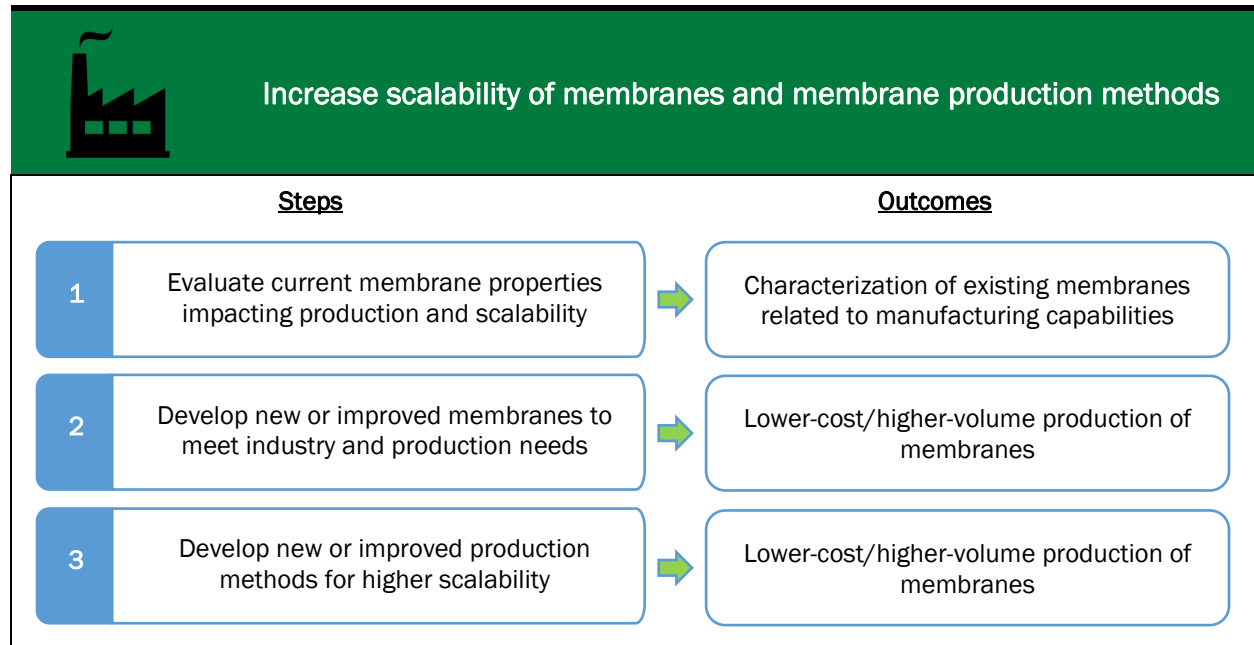 Increase scalability of membranes and membrane production methods
Steps
Outcomes
1
Evaluate current membrane properties
impacting production and scalability
Characterization of existing membranes
related to manufacturing capabilities
2
Develop new or improved membranes to
meet industry and production needs
Lower-cost/higher-volume production of
membranes
3
Develop new or improved production
methods for higher scalability
Lower-cost/higher-volume production of
membranes